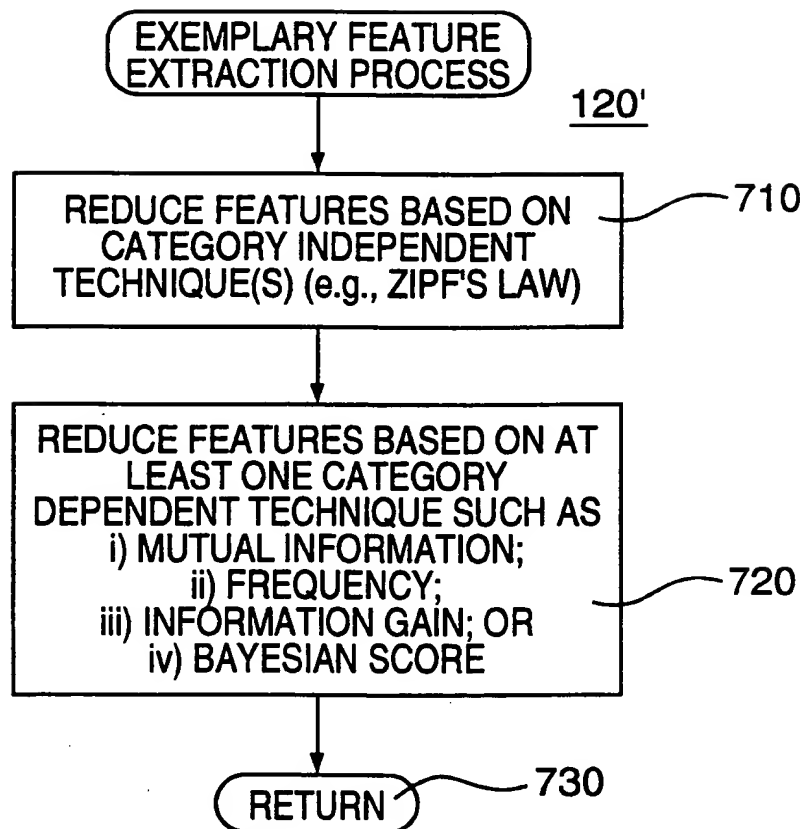 EXEMPLARY FEATURE
EXTRACTION PROCESS
120'
REDUCE FEATURES BASED ON
CATEGORY INDEPENDENT
TECHNIQUE(S) (e.g., ZIPF'S LAW)
710
REDUCE FEATURES BASED ON AT
LEAST ONE CATEGORY
DEPENDENT TECHNIQUE SUCH AS
i) MUTUAL INFORMATION;
ii) FREQUENCY;
iii) INFORMATION GAIN; OR
iv) BAYESIAN SCORE
720
RETURN
730